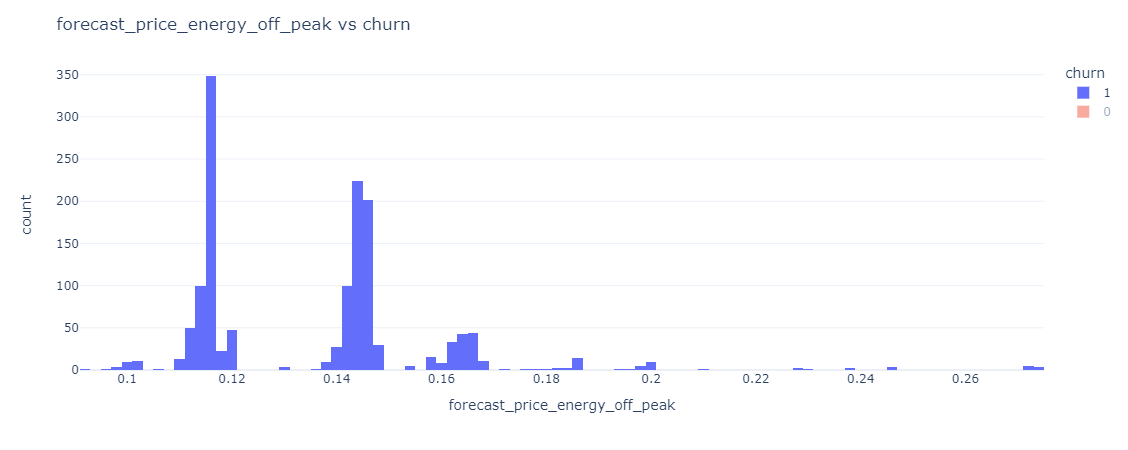 forecast_price_energy_off_peak vs churn
churn
1
0
350
300
250
200
150
100
50
0
count
0.1 0.12 0.14 0.16 0.18 0.2 0.22 0.24 0.26
forecast_price_energy_off_peak